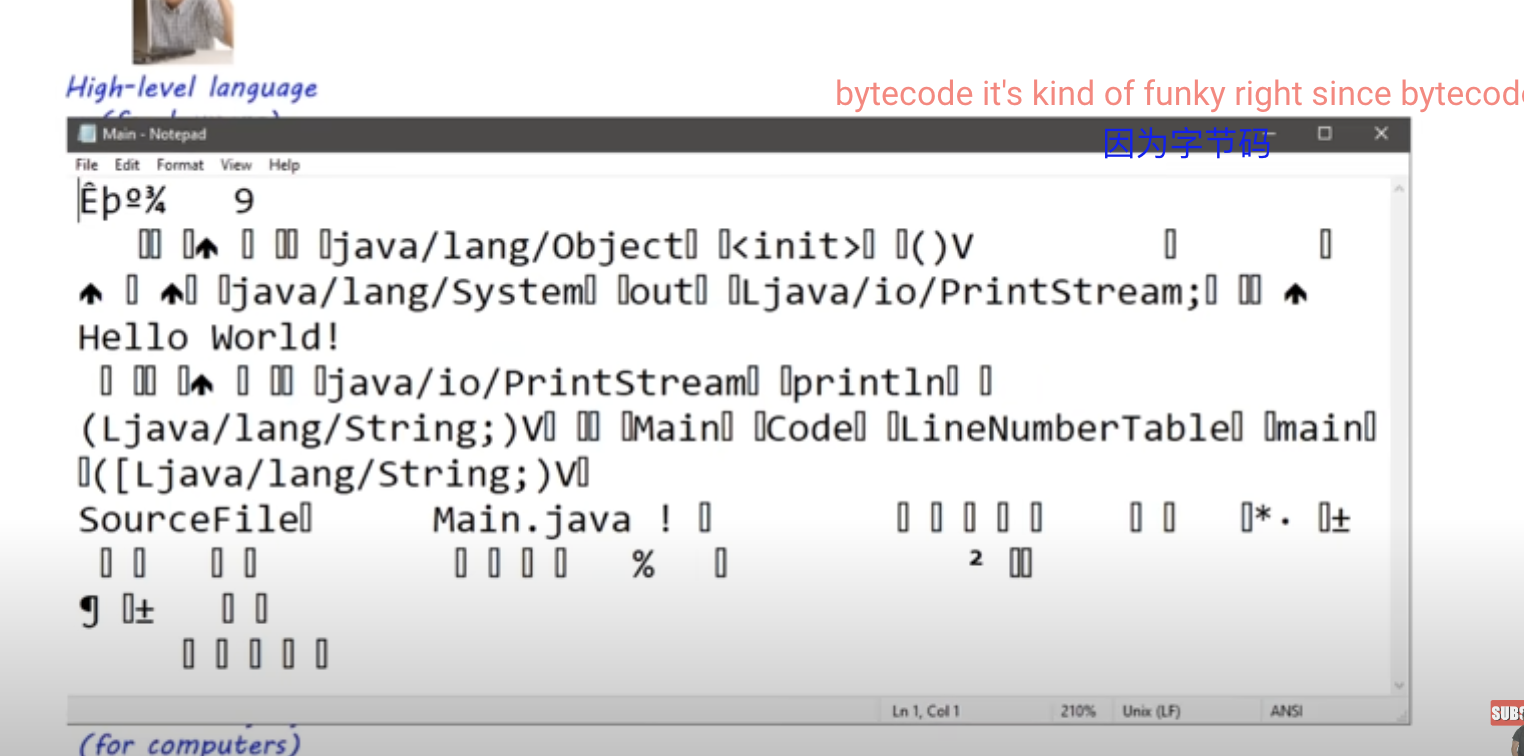 High-level language
bytecode it's kind of funky right since bytecod
因为字节码
Main - Notepad
File Edit Format View Help
Êþº¾ 9
java/lang/Object <init> ()V
java/lang/System out Ljava/io/PrintStream;
Hello World!
java/io/PrintStream println
(Ljava/lang/String;)V Main Code LineNumberTable main
([Ljava/lang/String;)V
SourceFile Main.java ! *· ±
% ²
¶ ±
Ln 1, Col 1 210% Unix (LF) ANSI
SUBS
(for computers)